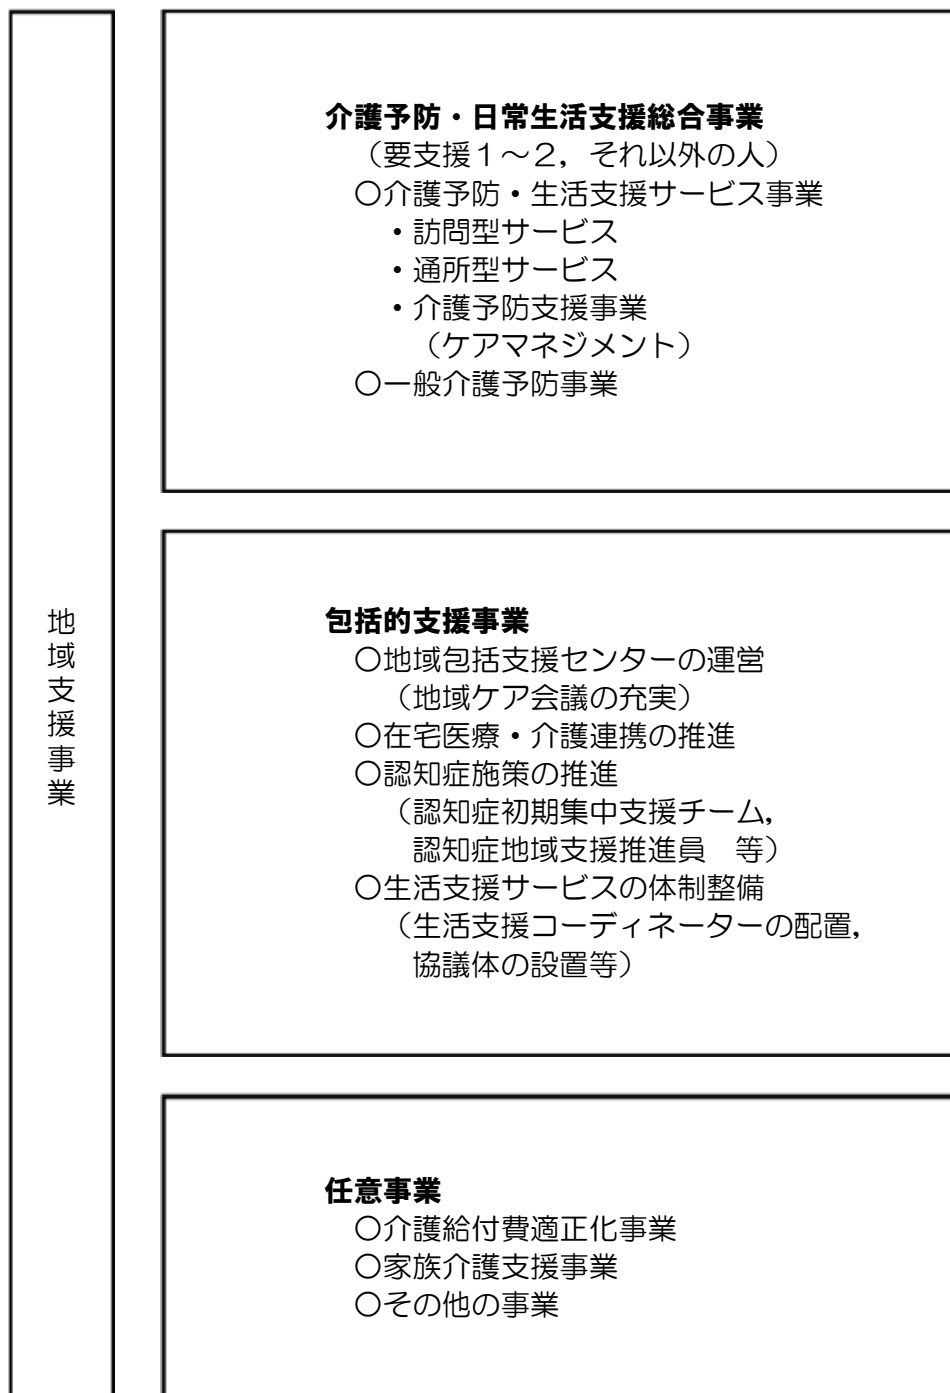 地域支援事業
介護予防・日常生活支援総合事業
（要支援１～２，それ以外の人）
〇介護予防・生活支援サービス事業
・訪問型サービス
・通所型サービス
・介護予防支援事業
（ケアマネジメント）
〇一般介護予防事業
包括的支援事業
〇地域包括支援センターの運営
（地域ケア会議の充実）
〇在宅医療・介護連携の推進
〇認知症施策の推進
（認知症初期集中支援チーム，
認知症地域支援推進員　等）
〇生活支援サービスの体制整備
（生活支援コーディネーターの配置，
協議体の設置等）
任意事業
〇介護給付費適正化事業
〇家族介護支援事業
〇その他の事業